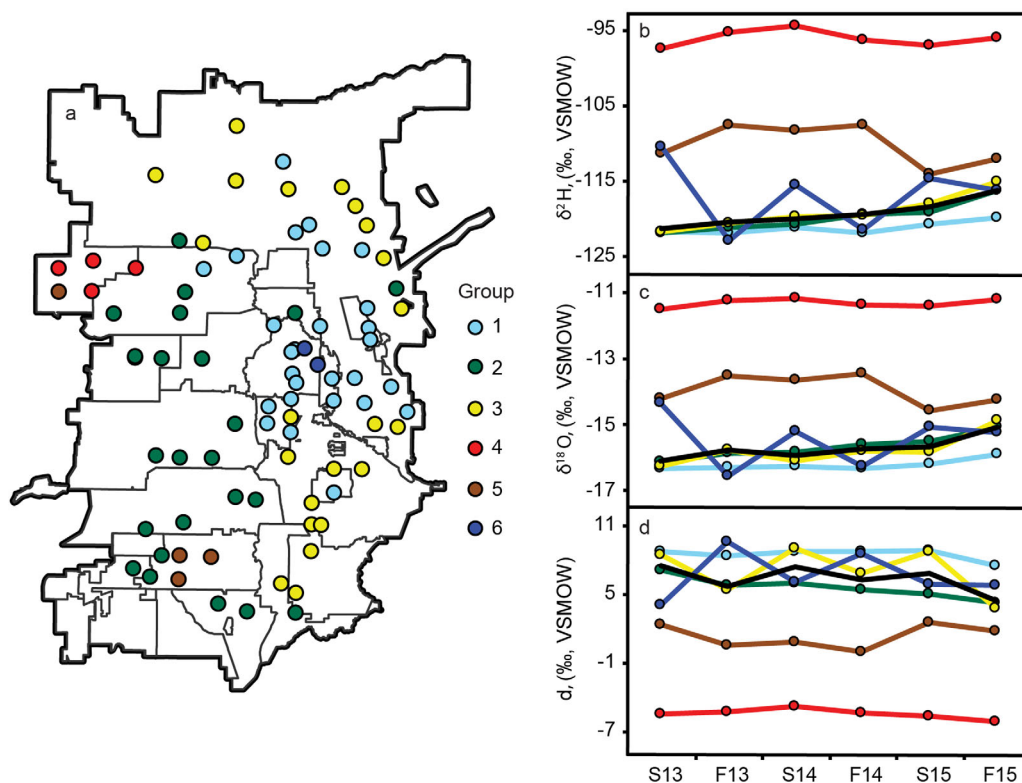 a
Group
1
2
3
4
5
6
b
δ²H, (‰, VSMOW)
-95
-105
-115
-125
c
δ¹⁸O, (‰, VSMOW)
-11
-13
-15
-17
d
d, (‰, VSMOW)
11
5
-1
-7
S13 F13 S14 F14 S15 F15